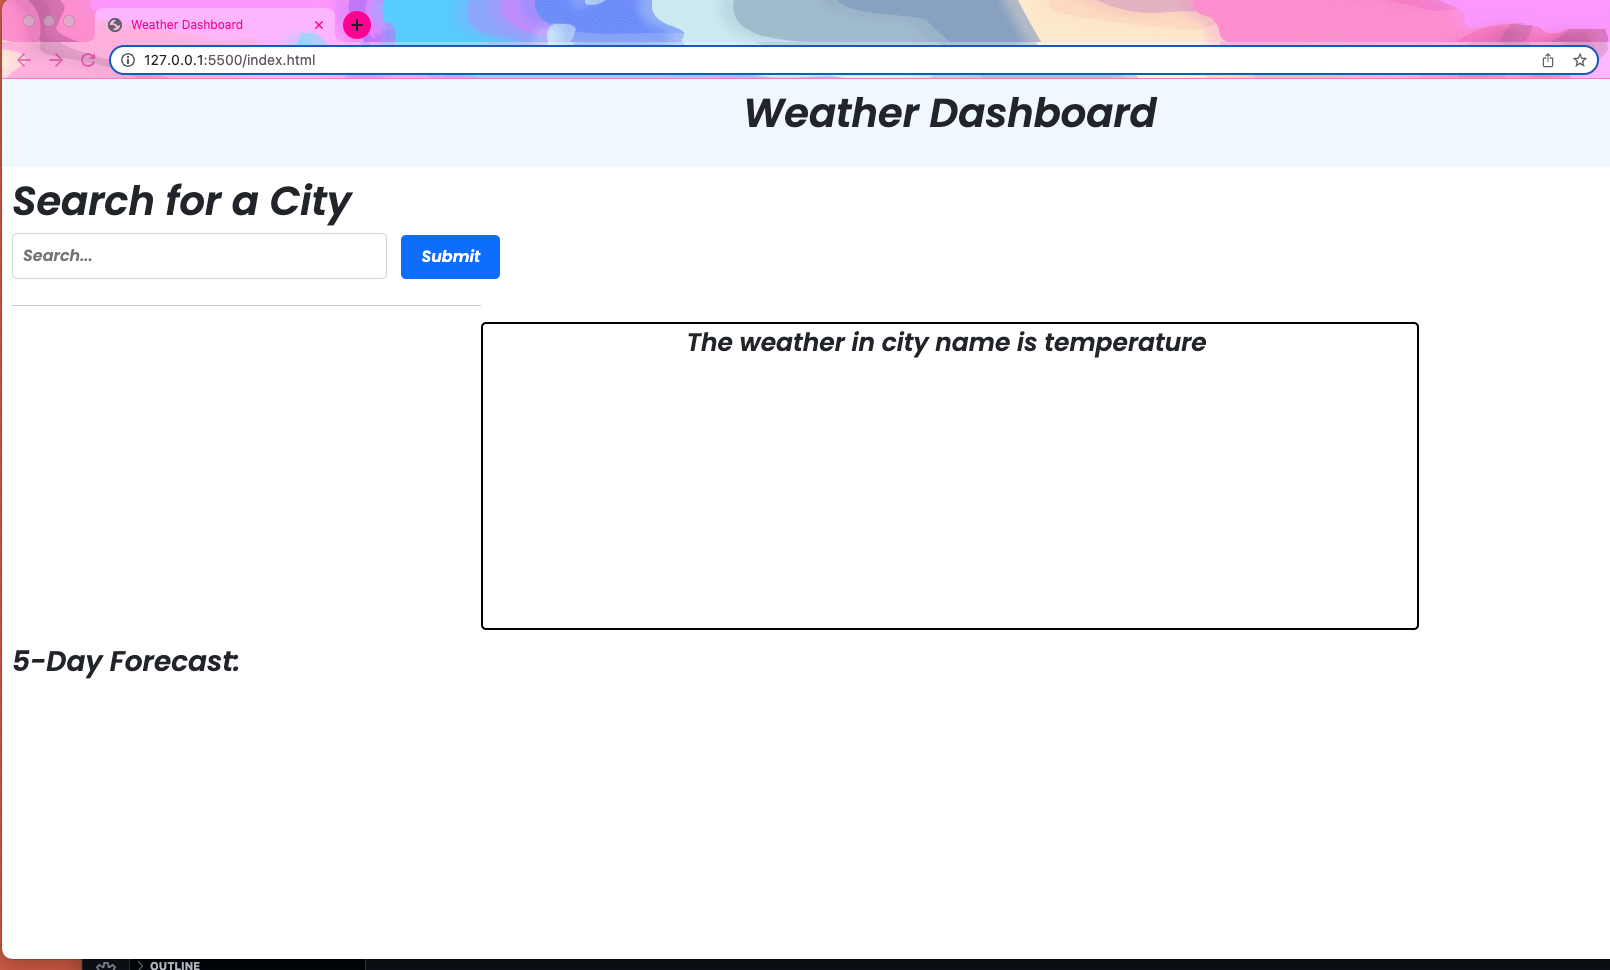 Weather Dashboard
127.0.0.1:5500/index.html
Weather Dashboard
Search for a City
Search...
Submit
The weather in city name is temperature
5-Day Forecast:
OUTLINE